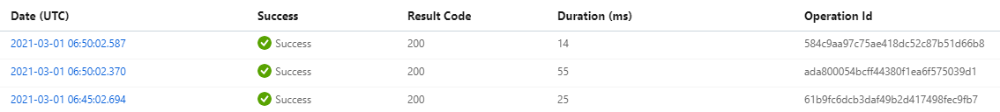 Date (UTC) Success Result Code Duration (ms) Operation Id
2021-03-01 06:50:02.587 Success 200 14 584c9aa97c75ae418dc52c87b51d66b8
2021-03-01 06:50:02.370 Success 200 55 ada800054bcff44380f1ea6f575039d1
2021-03-01 06:45:02.694 Success 200 25 61b9fc6dcb3daf49b2d417498fec9fb7